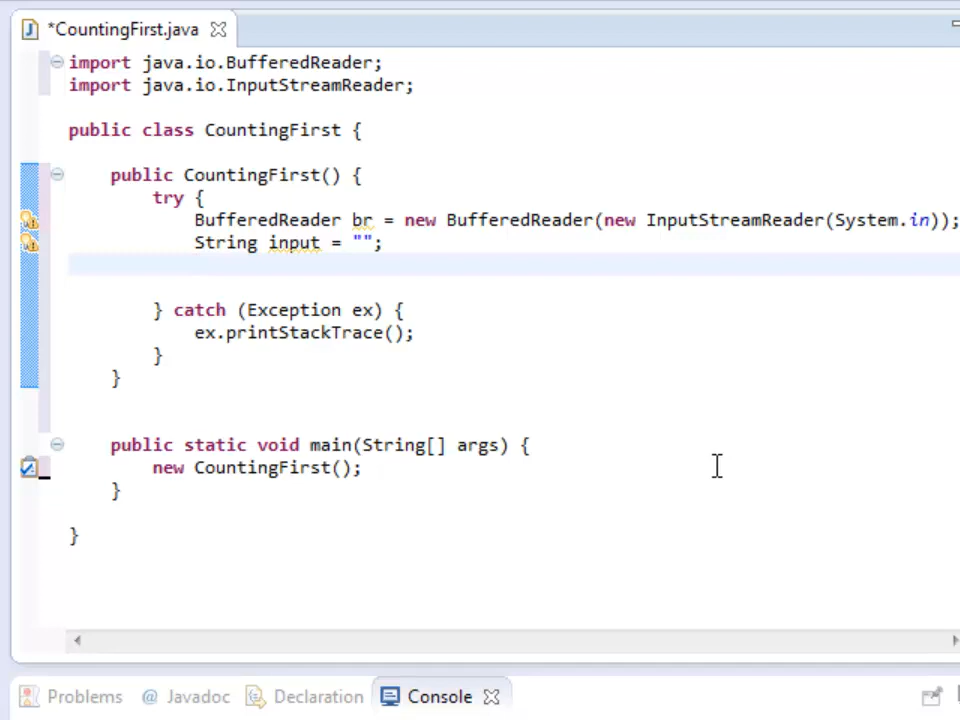 *CountingFirst.java
import java.io.BufferedReader;
import java.io.InputStreamReader;
public class CountingFirst {
public CountingFirst() {
try {
BufferedReader br = new BufferedReader(new InputStreamReader(System.in));
String input = "";
} catch (Exception ex) {
ex.printStackTrace();
}
}
public static void main(String[] args) {
new CountingFirst();
}
}
Problems @ Javadoc Declaration Console